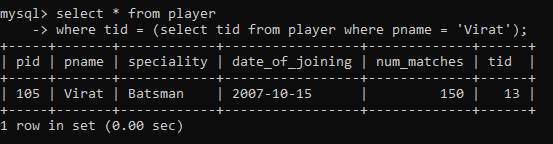 mysql> select * from player
    -> where tid = (select tid from player where pname = 'Virat');
+-----+-------+------------+-----------------+-------------+------+
| pid | pname | speciality | date_of_joining | num_matches | tid  |
+-----+-------+------------+-----------------+-------------+------+
| 105 | Virat | Batsman    | 2007-10-15      |         150 |   13 |
+-----+-------+------------+-----------------+-------------+------+
1 row in set (0.00 sec)